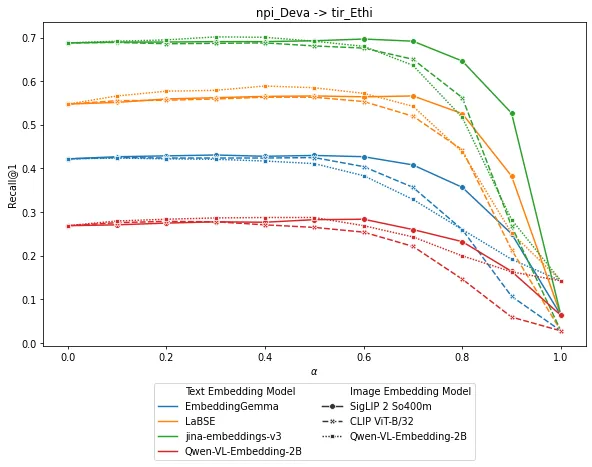 npi_Deva -> tir_Ethi
Recall@1
0.7
0.6
0.5
0.4
0.3
0.2
0.1
0.0
0.0 0.2 0.4 0.6 0.8 1.0
α
Text Embedding Model Image Embedding Model
EmbeddingGemma SigLIP 2 So400m
LaBSE CLIP ViT-B/32
jina-embeddings-v3 Qwen-VL-Embedding-2B
Qwen-VL-Embedding-2B